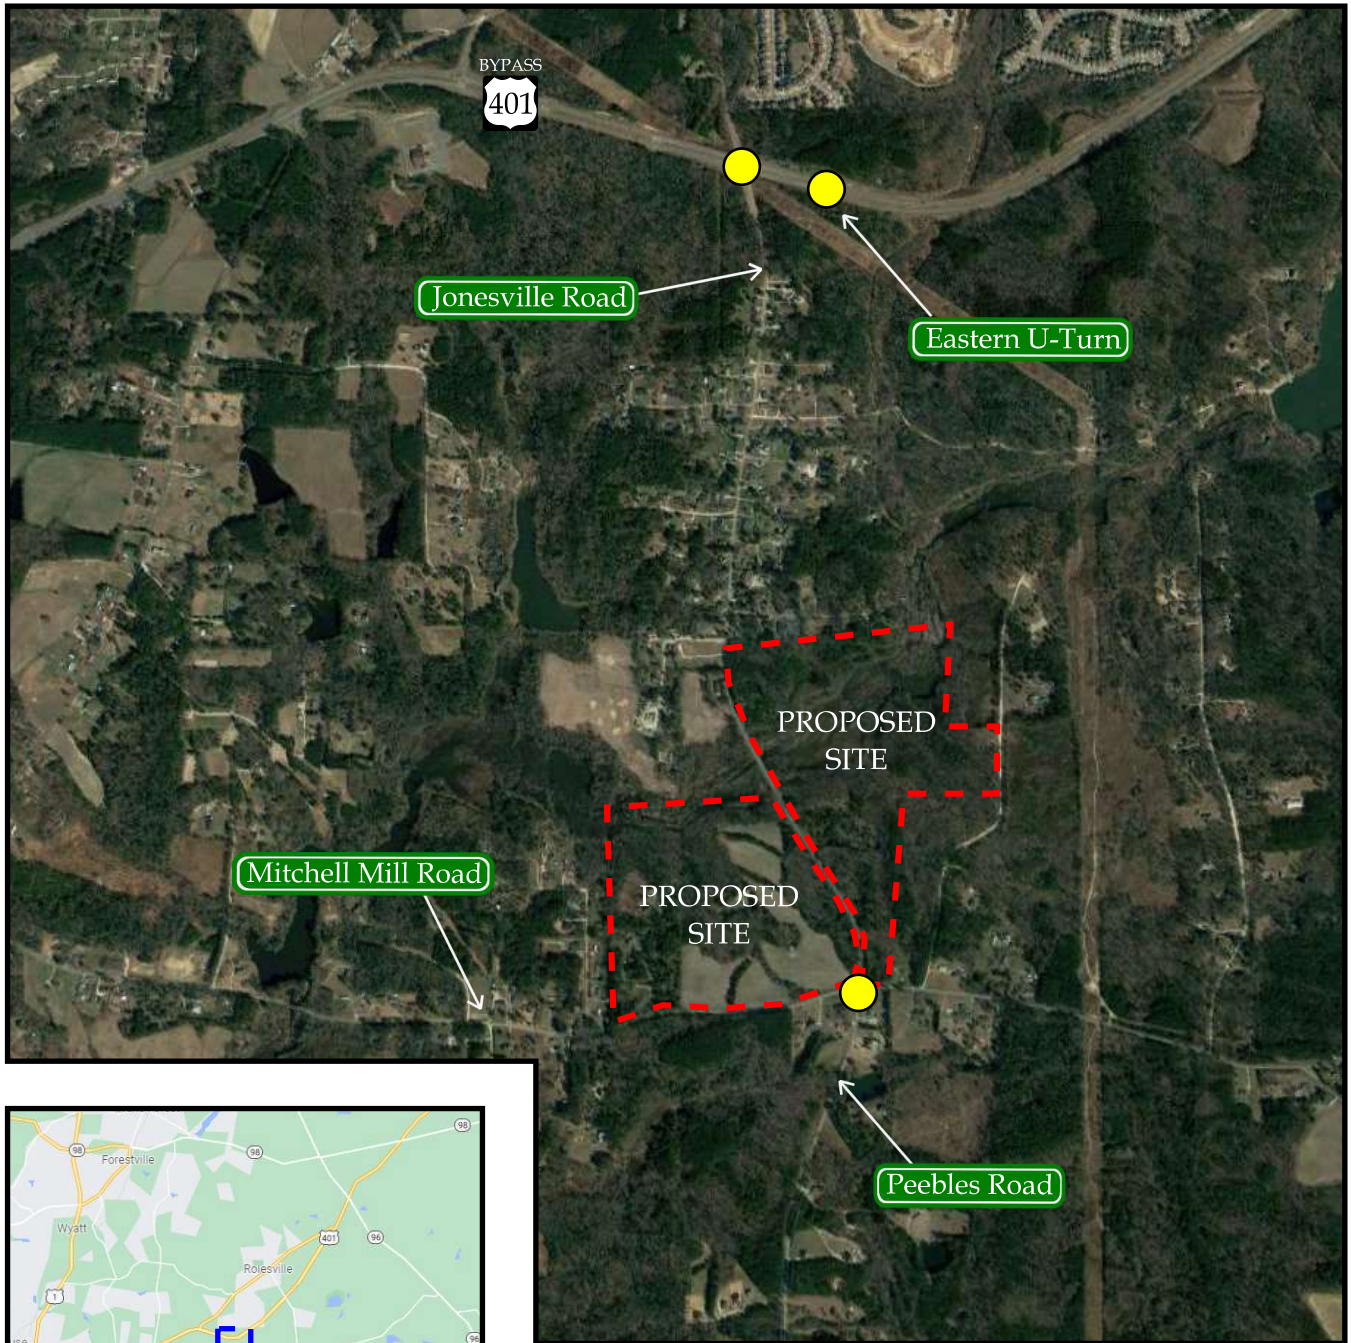 BYPASS
401
Jonesville Road
Eastern U-Turn
PROPOSED
SITE
Mitchell Mill Road
PROPOSED
SITE
Peebles Road
98
98
98
Forestville
Wyatt
401
96
Rolesville
1
96